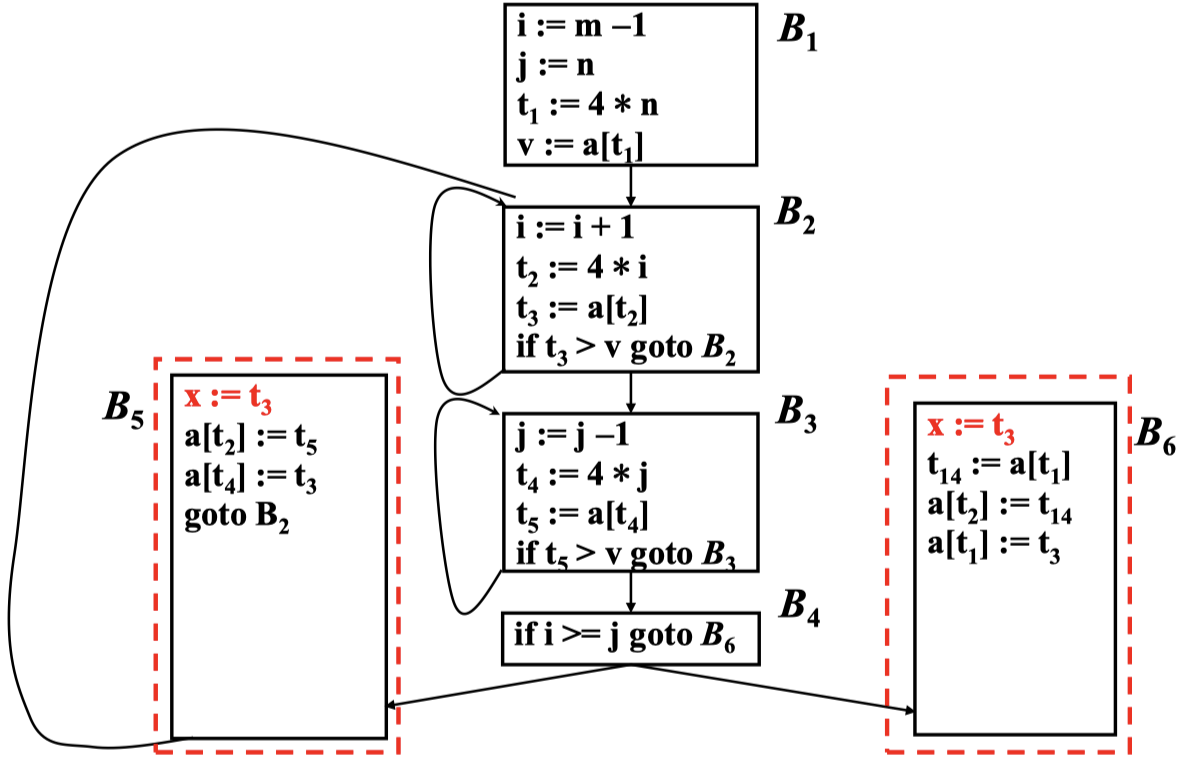 i := m –1
j := n
t₁ := 4 * n
v := a[t₁]
B₁
i := i + 1
t₂ := 4 * i
t₃ := a[t₂]
if t₃ > v goto B₂
B₂
j := j –1
t₄ := 4 * j
t₅ := a[t₄]
if t₅ > v goto B₃
B₃
if i >= j goto B₆
B₄
B₅
x := t₃
a[t₂] := t₅
a[t₄] := t₃
goto B₂
x := t₃
t₁₄ := a[t₁]
a[t₂] := t₁₄
a[t₁] := t₃
B₆